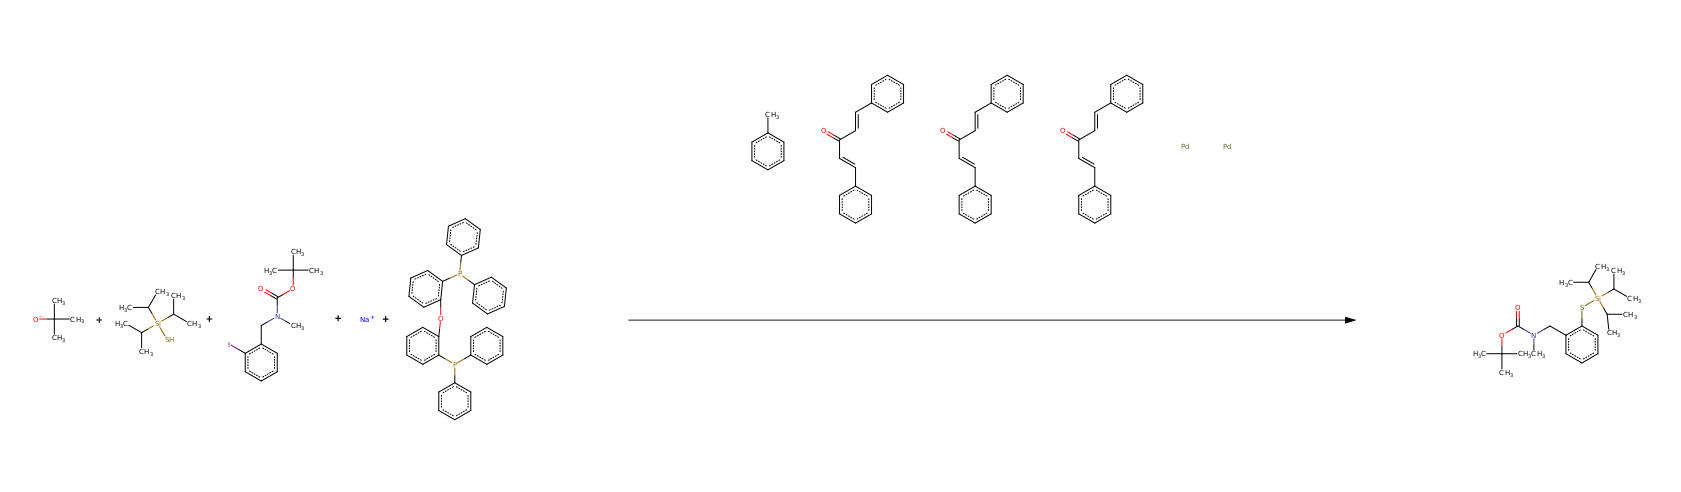 O⁻ CH₃ CH₃ CH₃
+
H₃C CH₃ CH₃ CH₃ H₃C CH₃ Si SH
+
CH₃ H₃C CH₃ O O N CH₃ I
+
Na⁺
+
P O P
CH₃
O
O
O
Pd
Pd
CH₃ H₃C CH₃ CH₃ Si CH₃ CH₃ S O O N H₃C CH₃ CH₃ CH₃